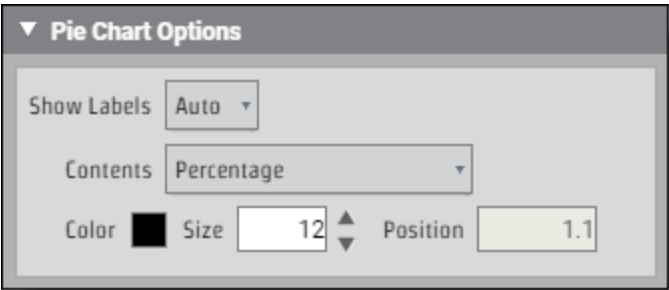 Pie Chart Options
Show Labels Auto
Contents Percentage
Color Size 12 Position 1.1